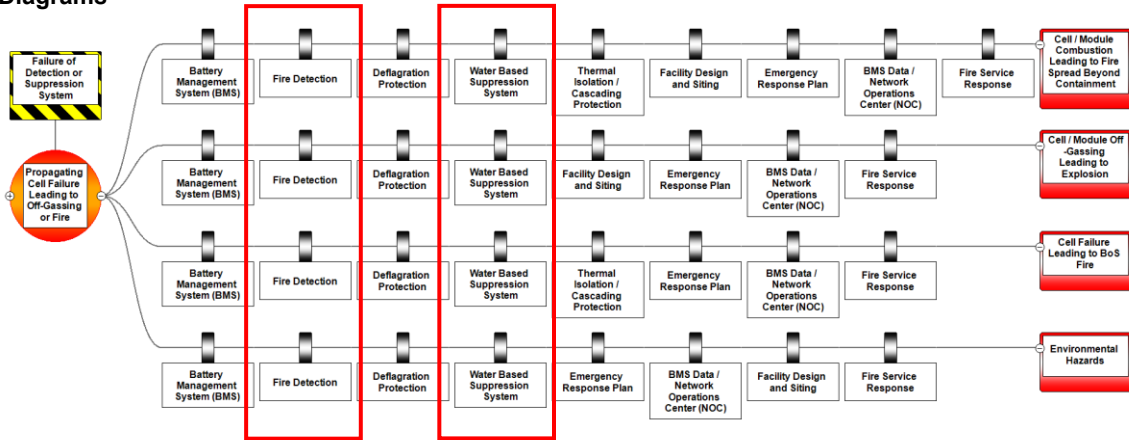 Diagrams
Failure of
Detection or
Suppression
System
Propagating
Cell Failure
Leading to
Off-Gassing
or Fire
Battery
Management
System (BMS)
Fire Detection
Deflagration
Protection
Water Based
Suppression
System
Thermal
Isolation /
Cascading
Protection
Facility Design
and Siting
Emergency
Response Plan
BMS Data /
Network
Operations
Center (NOC)
Fire Service
Response
Cell / Module
Combustion
Leading to Fire
Spread Beyond
Containment
Battery
Management
System (BMS)
Fire Detection
Deflagration
Protection
Water Based
Suppression
System
Facility Design
and Siting
Emergency
Response Plan
BMS Data /
Network
Operations
Center (NOC)
Fire Service
Response
Cell / Module Off
-Gassing
Leading to
Explosion
Battery
Management
System (BMS)
Fire Detection
Deflagration
Protection
Water Based
Suppression
System
Thermal
Isolation /
Cascading
Protection
Emergency
Response Plan
BMS Data /
Network
Operations
Center (NOC)
Fire Service
Response
Cell Failure
Leading to BoS
Fire
Battery
Management
System (BMS)
Fire Detection
Deflagration
Protection
Water Based
Suppression
System
Emergency
Response Plan
BMS Data /
Network
Operations
Center (NOC)
Facility Design
and Siting
Fire Service
Response
Environmental
Hazards